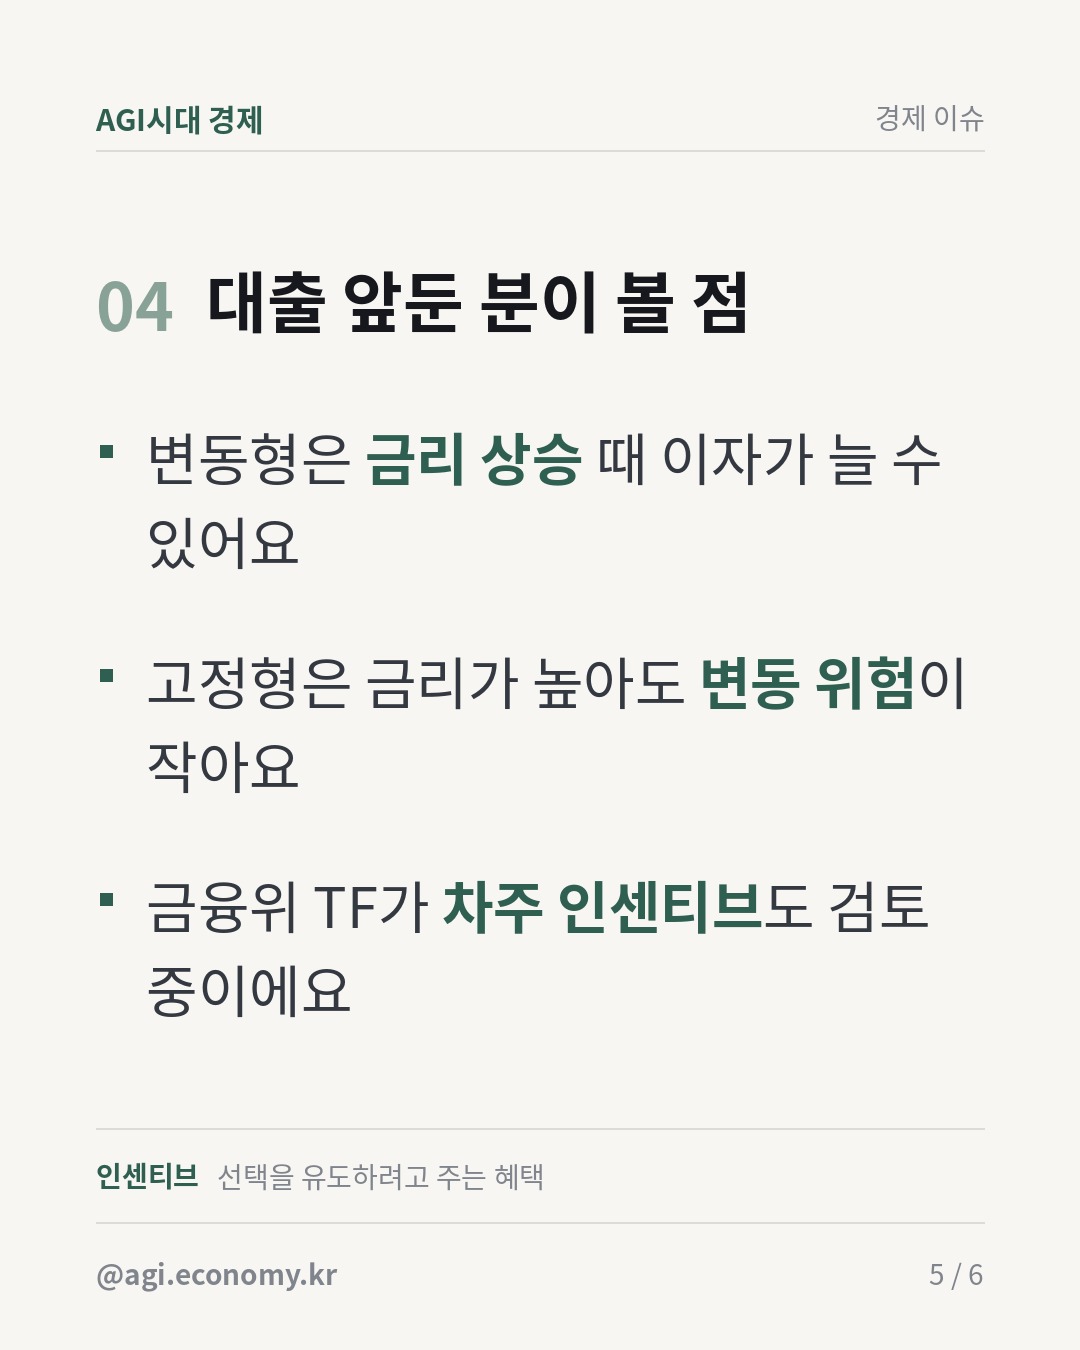 AGI시대 경제
경제 이슈
04 대출 앞둔 분이 볼 점
▪ 변동형은 금리 상승 때 이자가 늘 수
있어요
▪ 고정형은 금리가 높아도 변동 위험이
작아요
▪ 금융위 TF가 차주 인센티브도 검토
중이에요
인센티브 선택을 유도하려고 주는 혜택
@agi.economy.kr
5 / 6